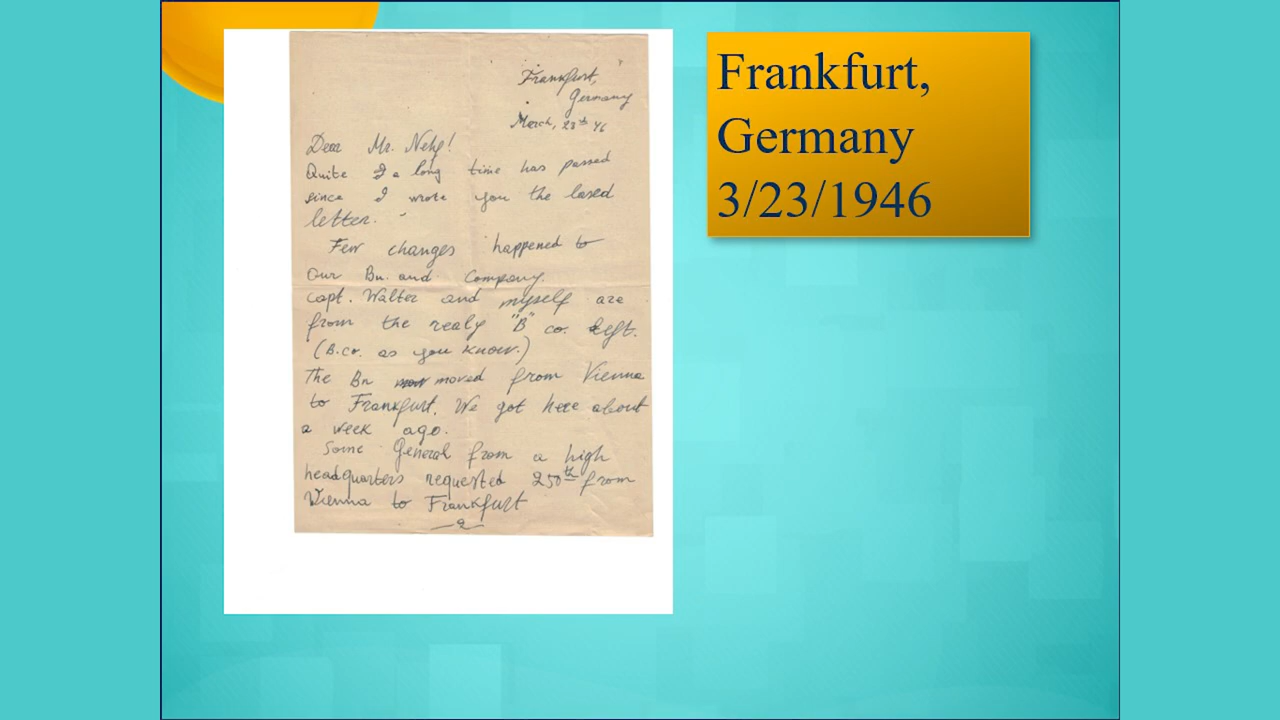 Frankfurt,
Germany
March, 23th 46
Dear Mr. !
Quite I a long time has passed
since I wrote you the lased
letter.
Few changes happened to
our Bn. and Company.
Capt. Walter and myself are
from the realy "B" co. left.
(B.co. as you know.)
The Bn moved from Vienna
to Frankfurt. We got here about
a week ago.
Some General from a high
headquarters requested 250th from
Vienna to Frankfurt
2
Frankfurt,
Germany
3/23/1946